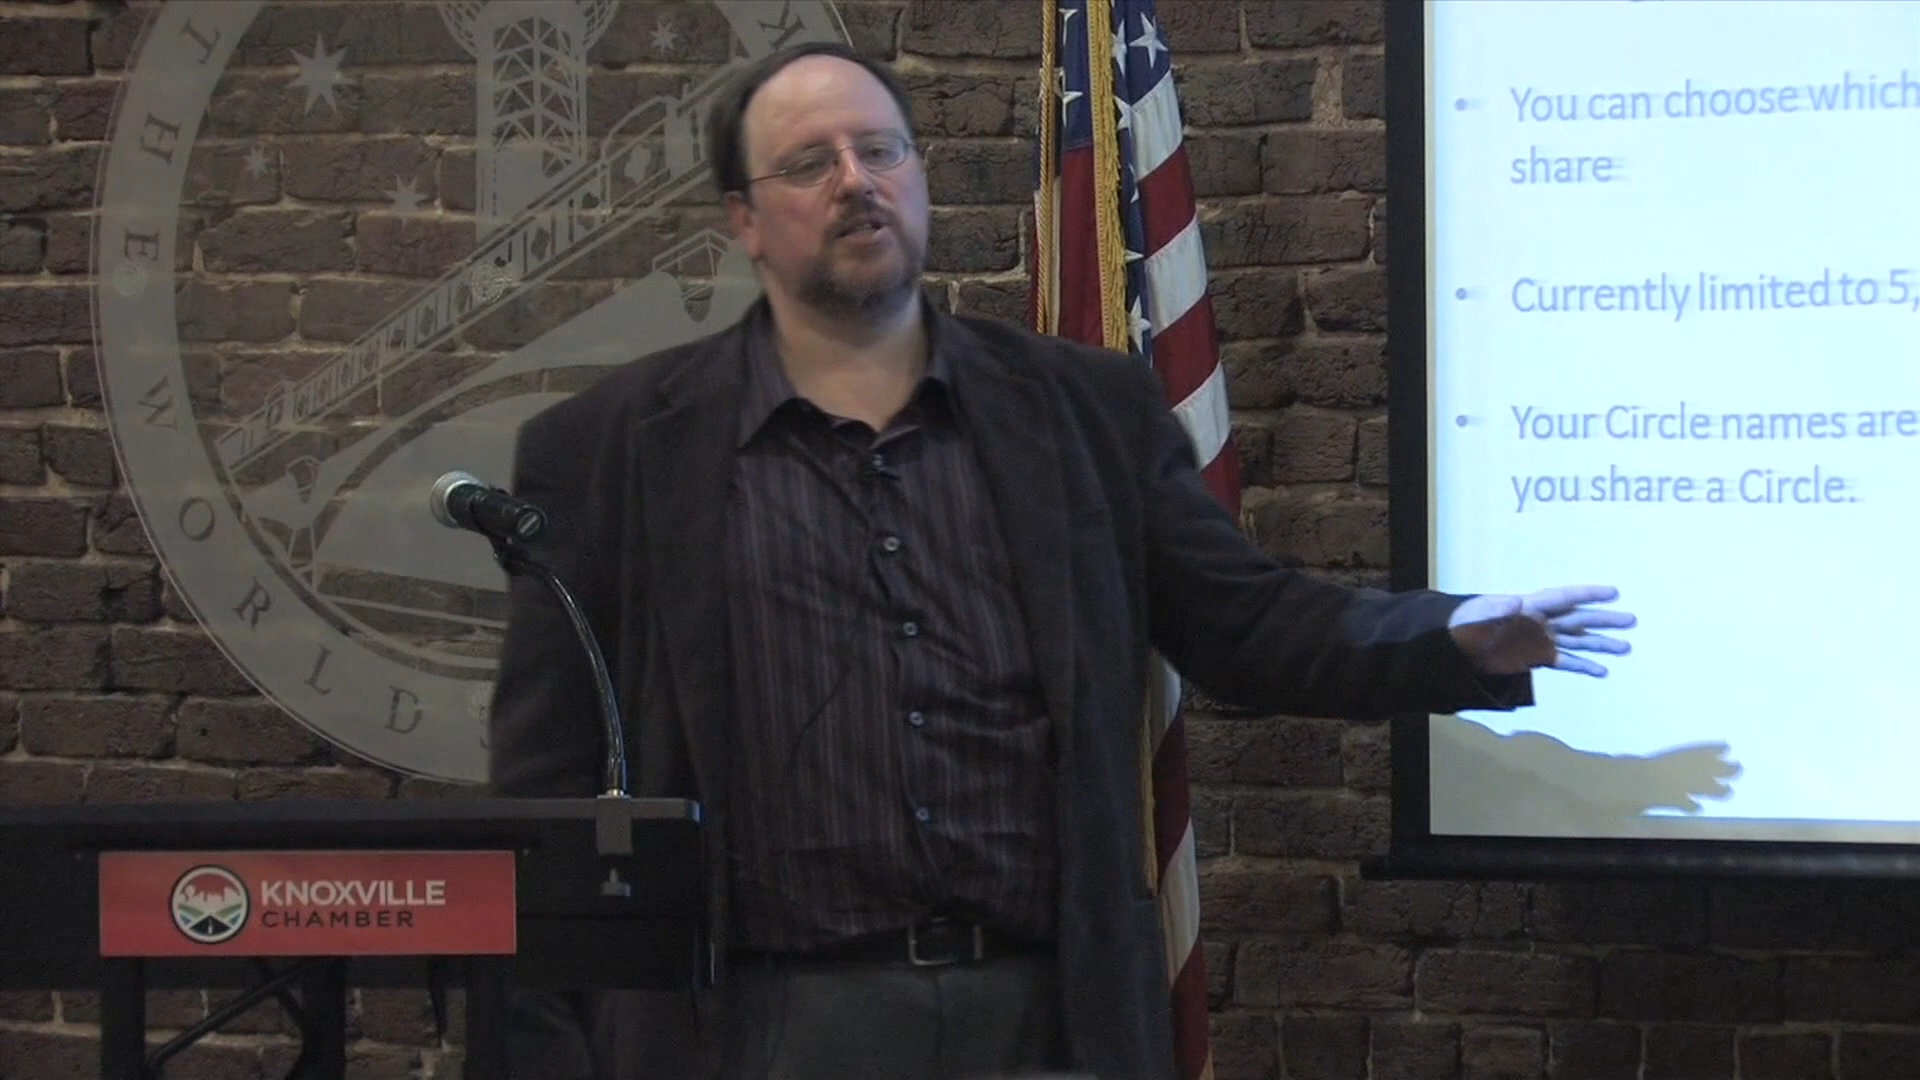 THE WORLD'S
K
You can choose which
share
Currently limited to 5,
Your Circle names are
you share a Circle.
KNOXVILLE
CHAMBER